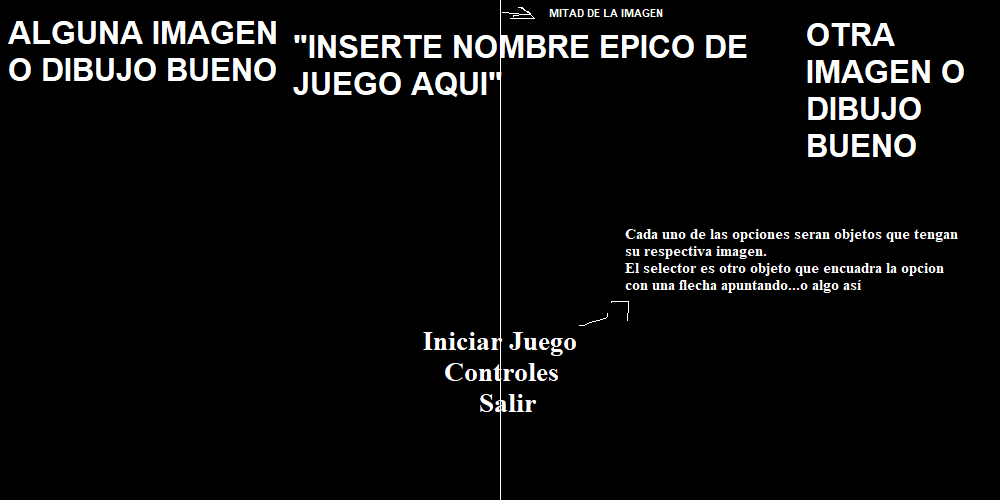 ALGUNA IMAGEN
O DIBUJO BUENO
MITAD DE LA IMAGEN
"INSERTE NOMBRE EPICO DE
JUEGO AQUI"
OTRA
IMAGEN O
DIBUJO
BUENO
Cada uno de las opciones seran objetos que tengan
su respectiva imagen.
El selector es otro objeto que encuadra la opcion
con una flecha apuntando...o algo así
Iniciar Juego
Controles
Salir